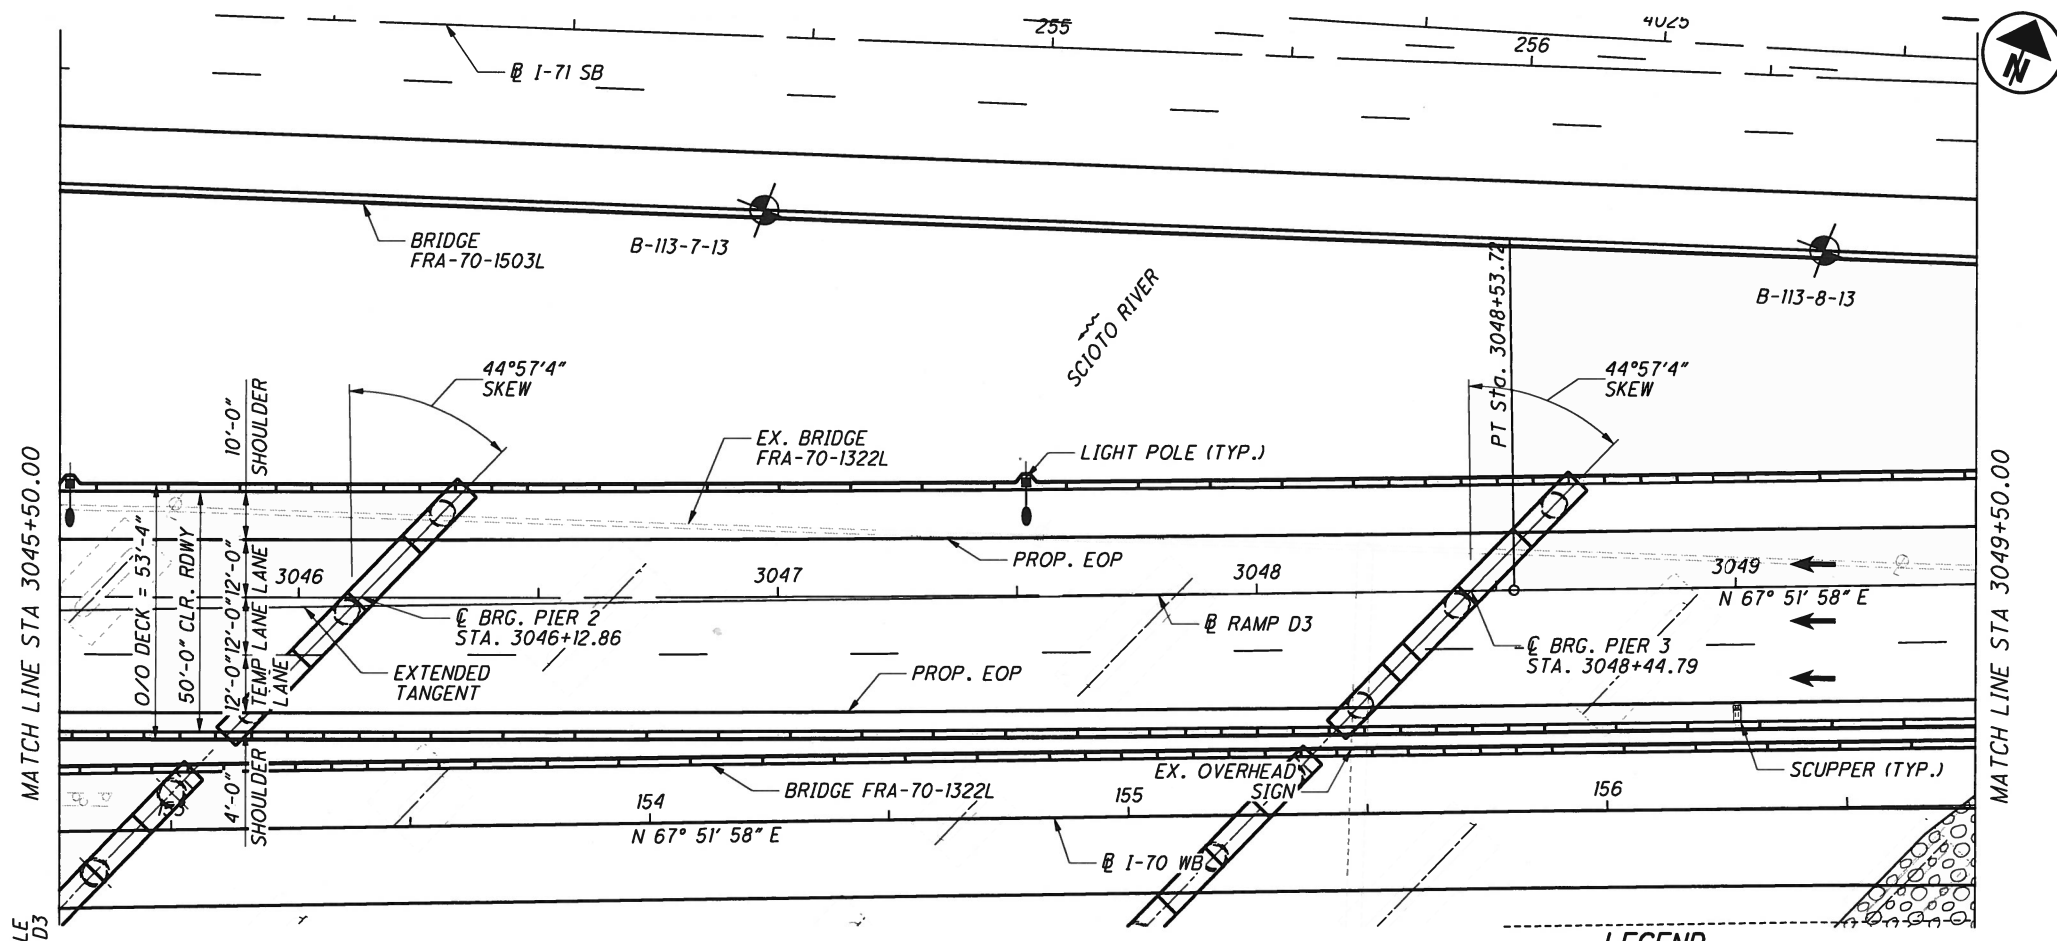 255
4025
256
℄ I-71 SB
N
BRIDGE
FRA-70-1503L
B-113-7-13
B-113-8-13
SCIOTO RIVER
PT Sta. 3048+53.72
44°57'4"
SKEW
44°57'4"
SKEW
10'-0"
SHOULDER
EX. BRIDGE
FRA-70-1322L
LIGHT POLE (TYP.)
MATCH LINE STA 3045+50.00
MATCH LINE STA 3049+50.00
O/O DECK = 53'-4"
50'-0" CLR. RDWY
12'-0"
LANE
12'-0"
LANE
12'-0"
TEMP
LANE
4'-0"
SHOULDER
PROP. EOP
3046
3047
3048
3049
N 67° 51' 58" E
℄ BRG. PIER 2
STA. 3046+12.86
℄ RAMP D3
℄ BRG. PIER 3
STA. 3048+44.79
EXTENDED
TANGENT
PROP. EOP
EX. OVERHEAD
SIGN
SCUPPER (TYP.)
BRIDGE FRA-70-1322L
153
154
155
156
N 67° 51' 58" E
℄ I-70 WB
LE
D3
LEGEND